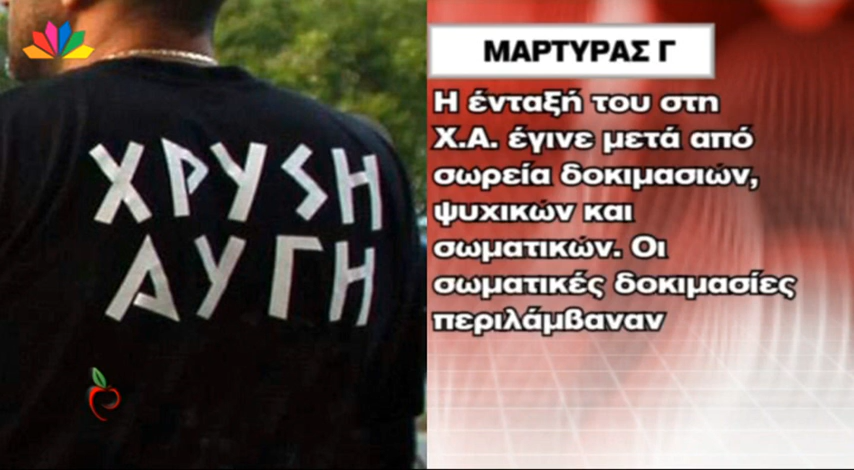 ΧΡΥΣΗ
ΑΥΓΗ
ΜΑΡΤΥΡΑΣ Γ
Η ένταξή του στη
Χ.Α. έγινε μετά από
σωρεία δοκιμασιών,
ψυχικών και
σωματικών. Οι
σωματικές δοκιμασίες
περιλάμβαναν